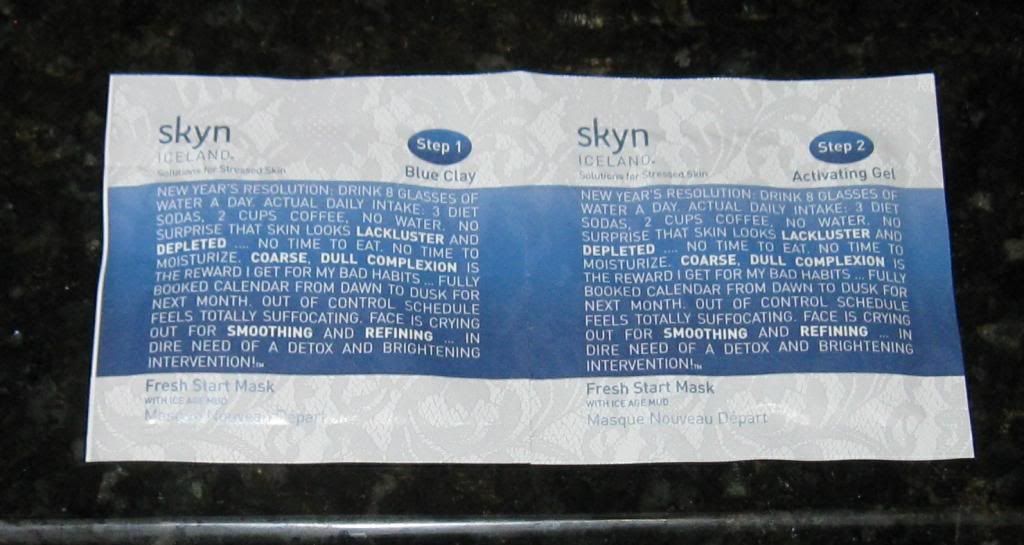 skyn
ICELAND.
Solutions for Stressed Skin
Step 1
Blue Clay
NEW YEAR'S RESOLUTION: DRINK 8 GLASSES OF
WATER A DAY. ACTUAL DAILY INTAKE: 3 DIET
SODAS, 2 CUPS COFFEE, NO WATER. NO
SURPRISE THAT SKIN LOOKS LACKLUSTER AND
DEPLETED .... NO TIME TO EAT. NO TIME TO
MOISTURIZE. COARSE, DULL COMPLEXION IS
THE REWARD I GET FOR MY BAD HABITS ... FULLY
BOOKED CALENDAR FROM DAWN TO DUSK FOR
NEXT MONTH. OUT OF CONTROL SCHEDULE
FEELS TOTALLY SUFFOCATING. FACE IS CRYING
OUT FOR SMOOTHING AND REFINING ... IN
DIRE NEED OF A DETOX AND BRIGHTENING
INTERVENTION!™
Fresh Start Mask
WITH ICE AGE MUD
Masque Nouveau Départ
skyn
ICELAND.
Solutions for Stressed Skin
Step 2
Activating Gel
NEW YEAR'S RESOLUTION: DRINK 8 GLASSES OF
WATER A DAY. ACTUAL DAILY INTAKE: 3 DIET
SODAS, 2 CUPS COFFEE, NO WATER. NO
SURPRISE THAT SKIN LOOKS LACKLUSTER AND
DEPLETED .... NO TIME TO EAT. NO TIME TO
MOISTURIZE. COARSE, DULL COMPLEXION IS
THE REWARD I GET FOR MY BAD HABITS ... FULLY
BOOKED CALENDAR FROM DAWN TO DUSK FOR
NEXT MONTH. OUT OF CONTROL SCHEDULE
FEELS TOTALLY SUFFOCATING. FACE IS CRYING
OUT FOR SMOOTHING AND REFINING ... IN
DIRE NEED OF A DETOX AND BRIGHTENING
INTERVENTION!™
Fresh Start Mask
WITH ICE AGE MUD
Masque Nouveau Départ